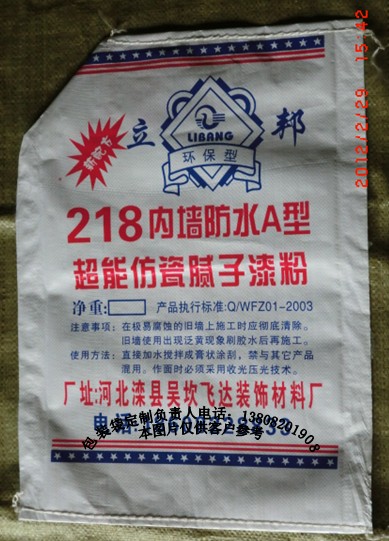 2012/2/29 15:42
立 邦
LIBANG
环保型
新配方
218内墙防水A型
超能仿瓷腻子漆粉
净重: 产品执行标准:Q/WFZ01-2003
注意事项: 在极易腐蚀的旧墙上施工时应彻底清除。
旧墙使用出现泛黄现象刷胶水后再施工。
使用方法: 直接加水搅拌成膏状涂刮,禁与其它产品
混用。作面时必须采用收光压光技术。
厂址:河北滦县吴坎飞达装饰材料厂
电话:
包装袋定制负责人电话: 13808201908
本图片仅供客户参考